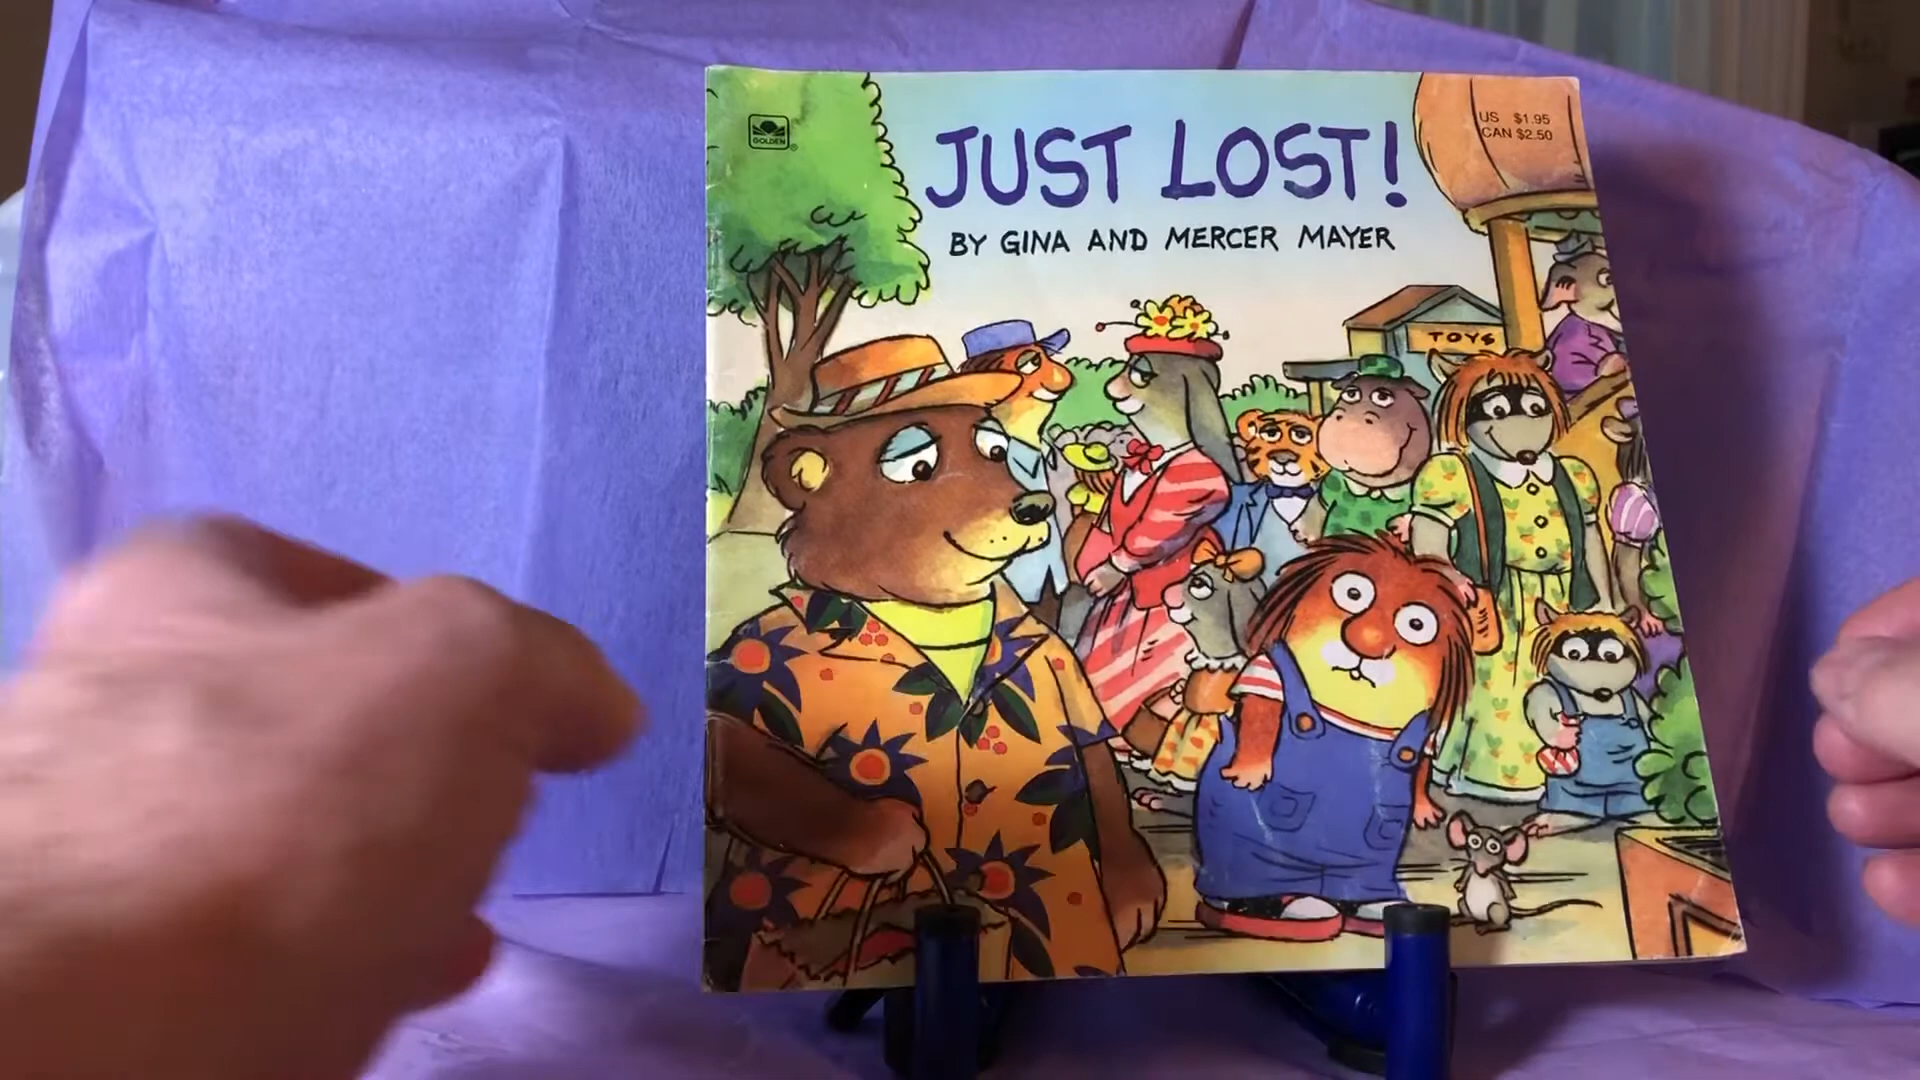 GOLDEN
JUST LOST!
BY GINA AND MERCER MAYER
US $1.95
CAN $2.50
TOYS